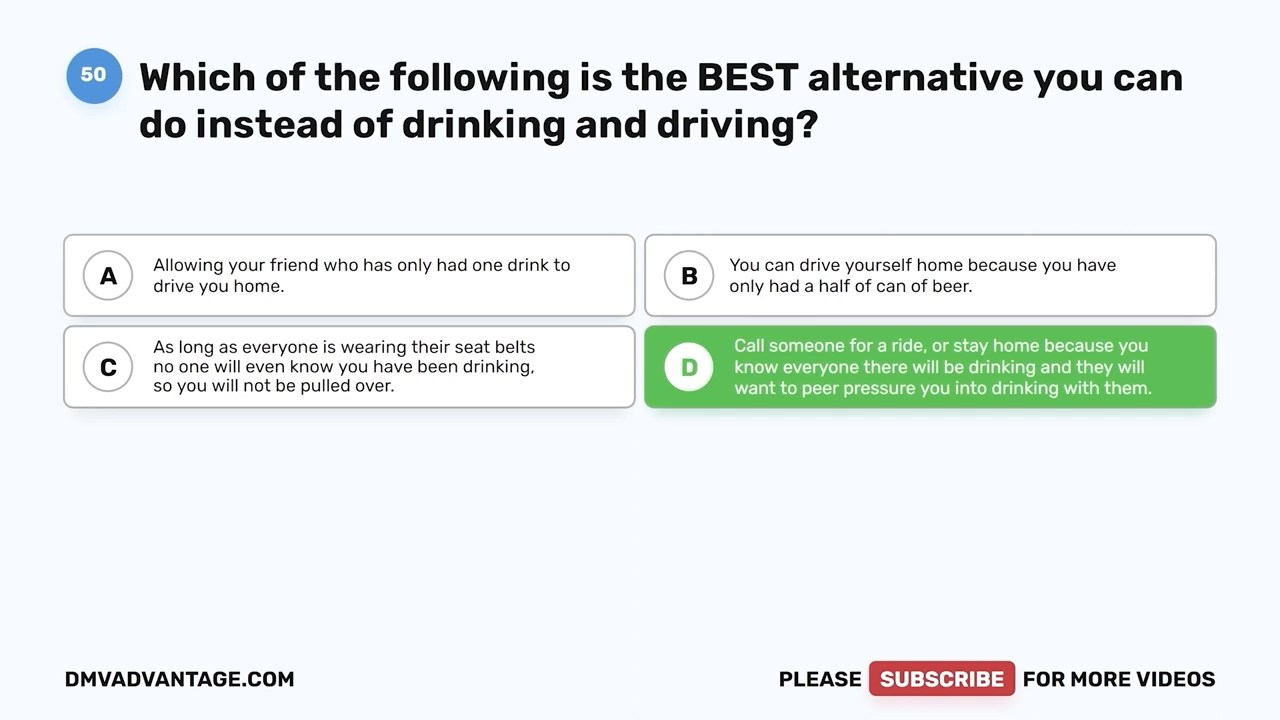 50
Which of the following is the BEST alternative you can
do instead of drinking and driving?
A
Allowing your friend who has only had one drink to
drive you home.
B
You can drive yourself home because you have
only had a half of can of beer.
C
As long as everyone is wearing their seat belts
no one will even know you have been drinking,
so you will not be pulled over.
D
Call someone for a ride, or stay home because you
know everyone there will be drinking and they will
want to peer pressure you into drinking with them.
DMVADVANTAGE.COM
PLEASE SUBSCRIBE FOR MORE VIDEOS